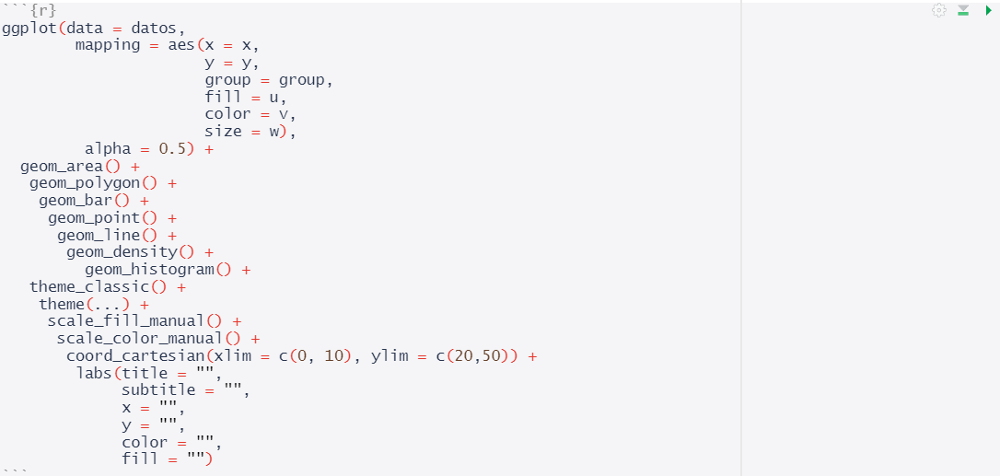 ```{r}
ggplot(data = datos,
        mapping = aes(x = x,
                      y = y,
                      group = group,
                      fill = u,
                      color = v,
                      size = w),
         alpha = 0.5) +
  geom_area() +
   geom_polygon() +
    geom_bar() +
     geom_point() +
      geom_line() +
       geom_density() +
         geom_histogram() +
   theme_classic() +
    theme(...) +
     scale_fill_manual() +
      scale_color_manual() +
       coord_cartesian(xlim = c(0, 10), ylim = c(20,50)) +
        labs(title = "",
             subtitle = "",
             x = "",
             y = "",
             color = "",
             fill = "")
```